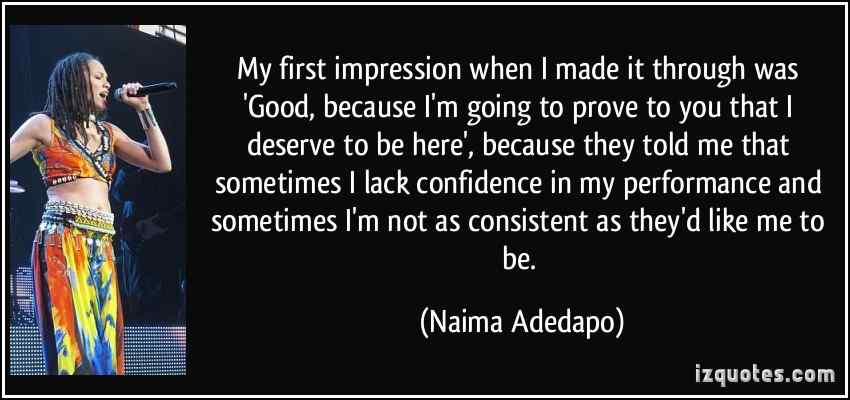 My first impression when I made it through was
'Good, because I'm going to prove to you that I
deserve to be here', because they told me that
sometimes I lack confidence in my performance and
sometimes I'm not as consistent as they'd like me to
be.
(Naima Adedapo)
izquotes.com